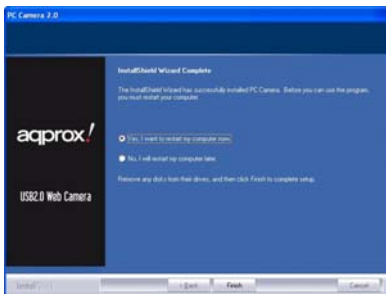 PC Camera 2.0
InstallShield Wizard Complete
The InstallShield Wizard has successfully installed PC Camera. Before you can use the program,
you must restart your computer.
aqprox!
Yes, I want to restart my computer now.
No, I will restart my computer later.
Remove any disks from their drives, and then click Finish to complete setup.
USB2.0 Web Camera
InstallShield
< Back Finish Cancel